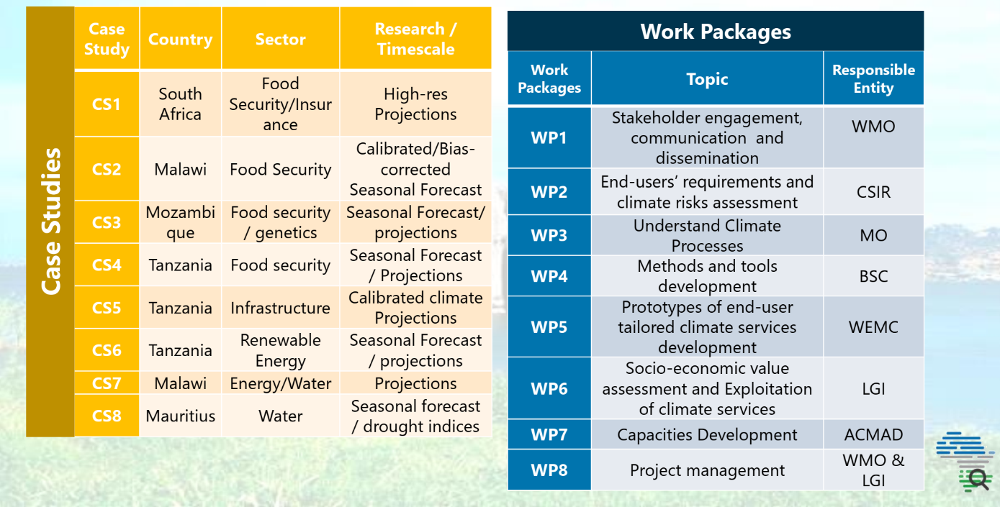 Case Studies
Case
Study
Country
Sector
Research /
Timescale
CS1
South
Africa
Food
Security/Insur
ance
High-res
Projections
CS2
Malawi
Food Security
Calibrated/Bias-
corrected
Seasonal Forecast
CS3
Mozambi
que
Food security
/ genetics
Seasonal Forecast/
projections
CS4
Tanzania
Food security
Seasonal Forecast
/ Projections
CS5
Tanzania
Infrastructure
Calibrated climate
Projections
CS6
Tanzania
Renewable
Energy
Seasonal Forecast
/ projections
CS7
Malawi
Energy/Water
Projections
CS8
Mauritius
Water
Seasonal forecast
/ drought indices
Work Packages
Work
Packages
Topic
Responsible
Entity
WP1
Stakeholder engagement,
communication and
dissemination
WMO
WP2
End-users’ requirements and
climate risks assessment
CSIR
WP3
Understand Climate
Processes
MO
WP4
Methods and tools
development
BSC
WP5
Prototypes of end-user
tailored climate services
development
WEMC
WP6
Socio-economic value
assessment and Exploitation
of climate services
LGI
WP7
Capacities Development
ACMAD
WP8
Project management
WMO &
LGI